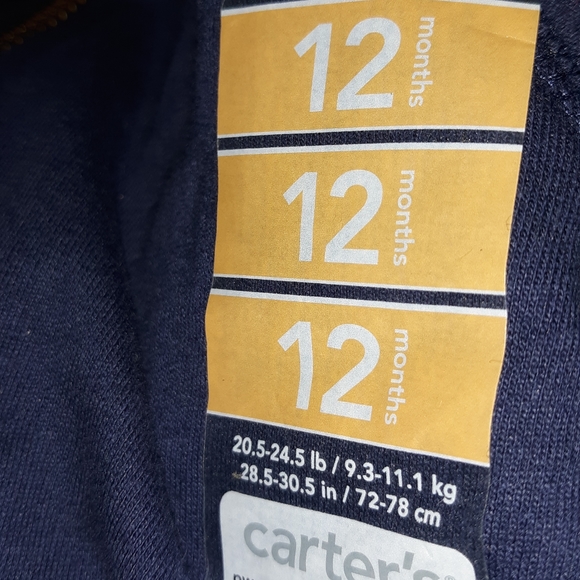 12 months
12 months
12 months
20.5-24.5 lb / 9.3-11.1 kg
28.5-30.5 in / 72-78 cm
carter's